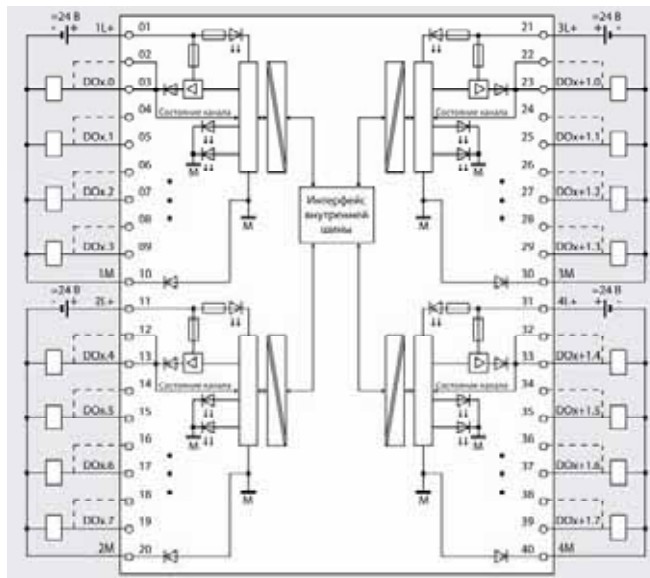 =24 В
- +
1L+
01
02
DOx.0
03
04
DOx.1
05
06
DOx.2
07
08
DOx.3
09
1M
10
Состояние канала
M
M
=24 В
- +
2L+
11
12
DOx.4
13
14
DOx.5
15
16
DOx.6
17
18
DOx.7
19
2M
20
Состояние канала
M
M
Интерфейс
внутренней
шины
=24 В
+ -
21
3L+
22
23
DOx+1.0
24
25
DOx+1.1
26
27
DOx+1.2
28
29
DOx+1.3
30
3M
Состояние канала
M
M
=24 В
+ -
31
4L+
32
33
DOx+1.4
34
35
DOx+1.5
36
37
DOx+1.6
38
39
DOx+1.7
40
4M
Состояние канала
M
M